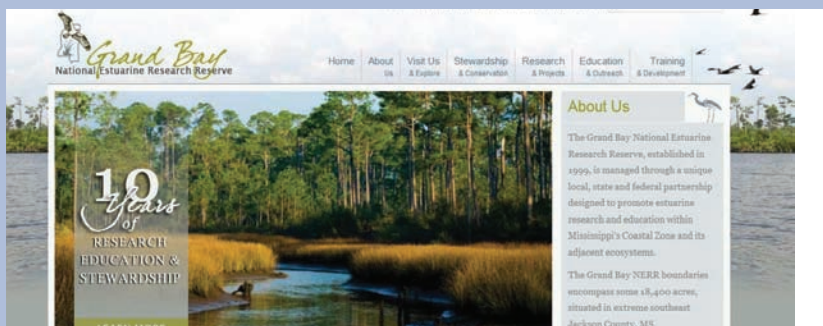 Grand Bay
National Estuarine Research Reserve
Home About Visit Us Stewardship Research Education Training
Us & Explore & Conservation & Projects & Outreach & Development
10
Years
of
RESEARCH
EDUCATION &
STEWARDSHIP
LEARN MORE
About Us
The Grand Bay National Estuarine
Research Reserve, established in
1999, is managed through a unique
local, state and federal partnership
designed to promote estuarine
research and education within
Mississippi's Coastal Zone and its
adjacent ecosystems.
The Grand Bay NERR boundaries
encompass some 18,400 acres,
situated in extreme southeast
Jackson County, MS.